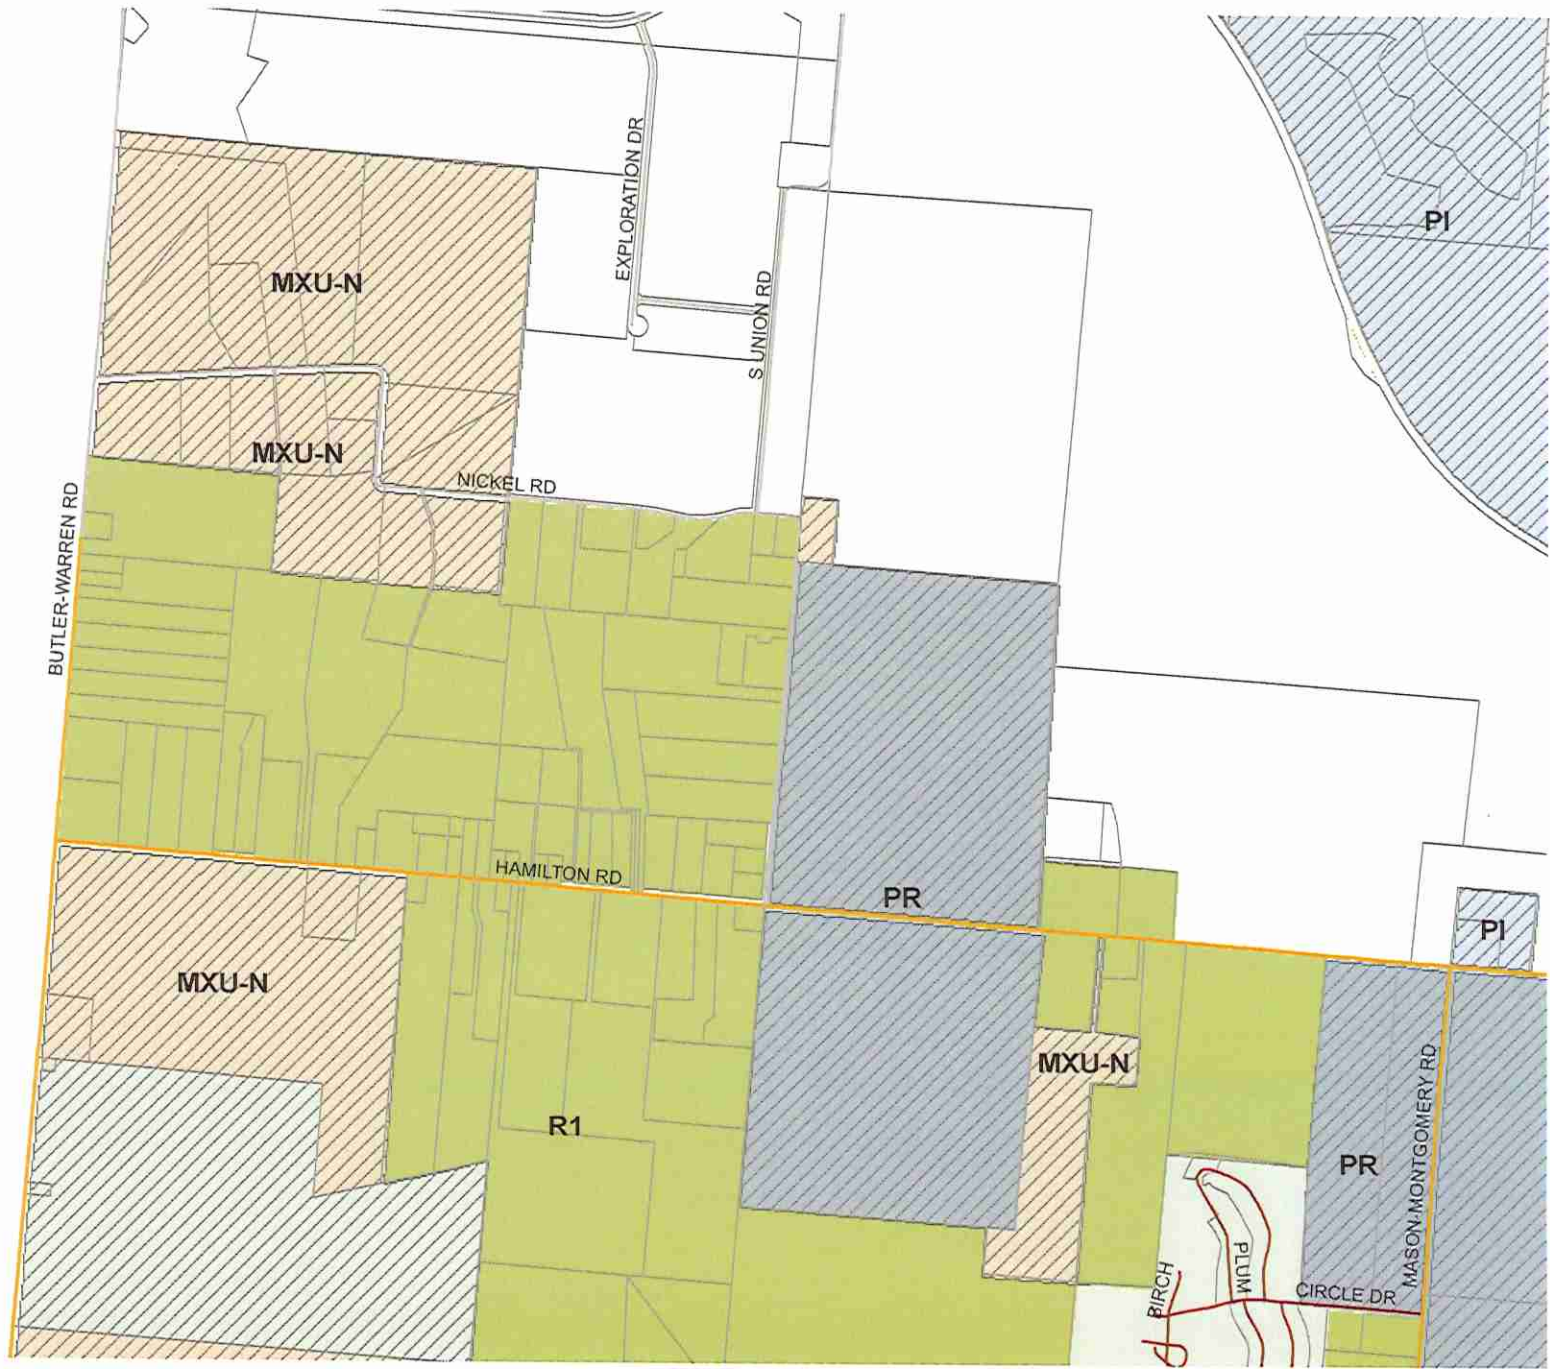 EXPLORATION DR
PI
MXU-N
S UNION RD
MXU-N
NICKEL RD
BUTLER-WARREN RD
HAMILTON RD
PR
PI
MXU-N
MXU-N
R1
PR
MASON-MONTGOMERY RD
PLUM
BIRCH
CIRCLE DR